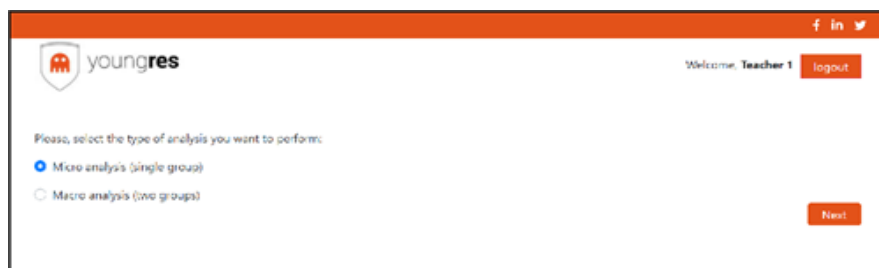 youngres
Welcome, Teacher 1 logout
Please, select the type of analysis you want to perform:
Micro analysis (single group)
Macro analysis (two groups)
Next